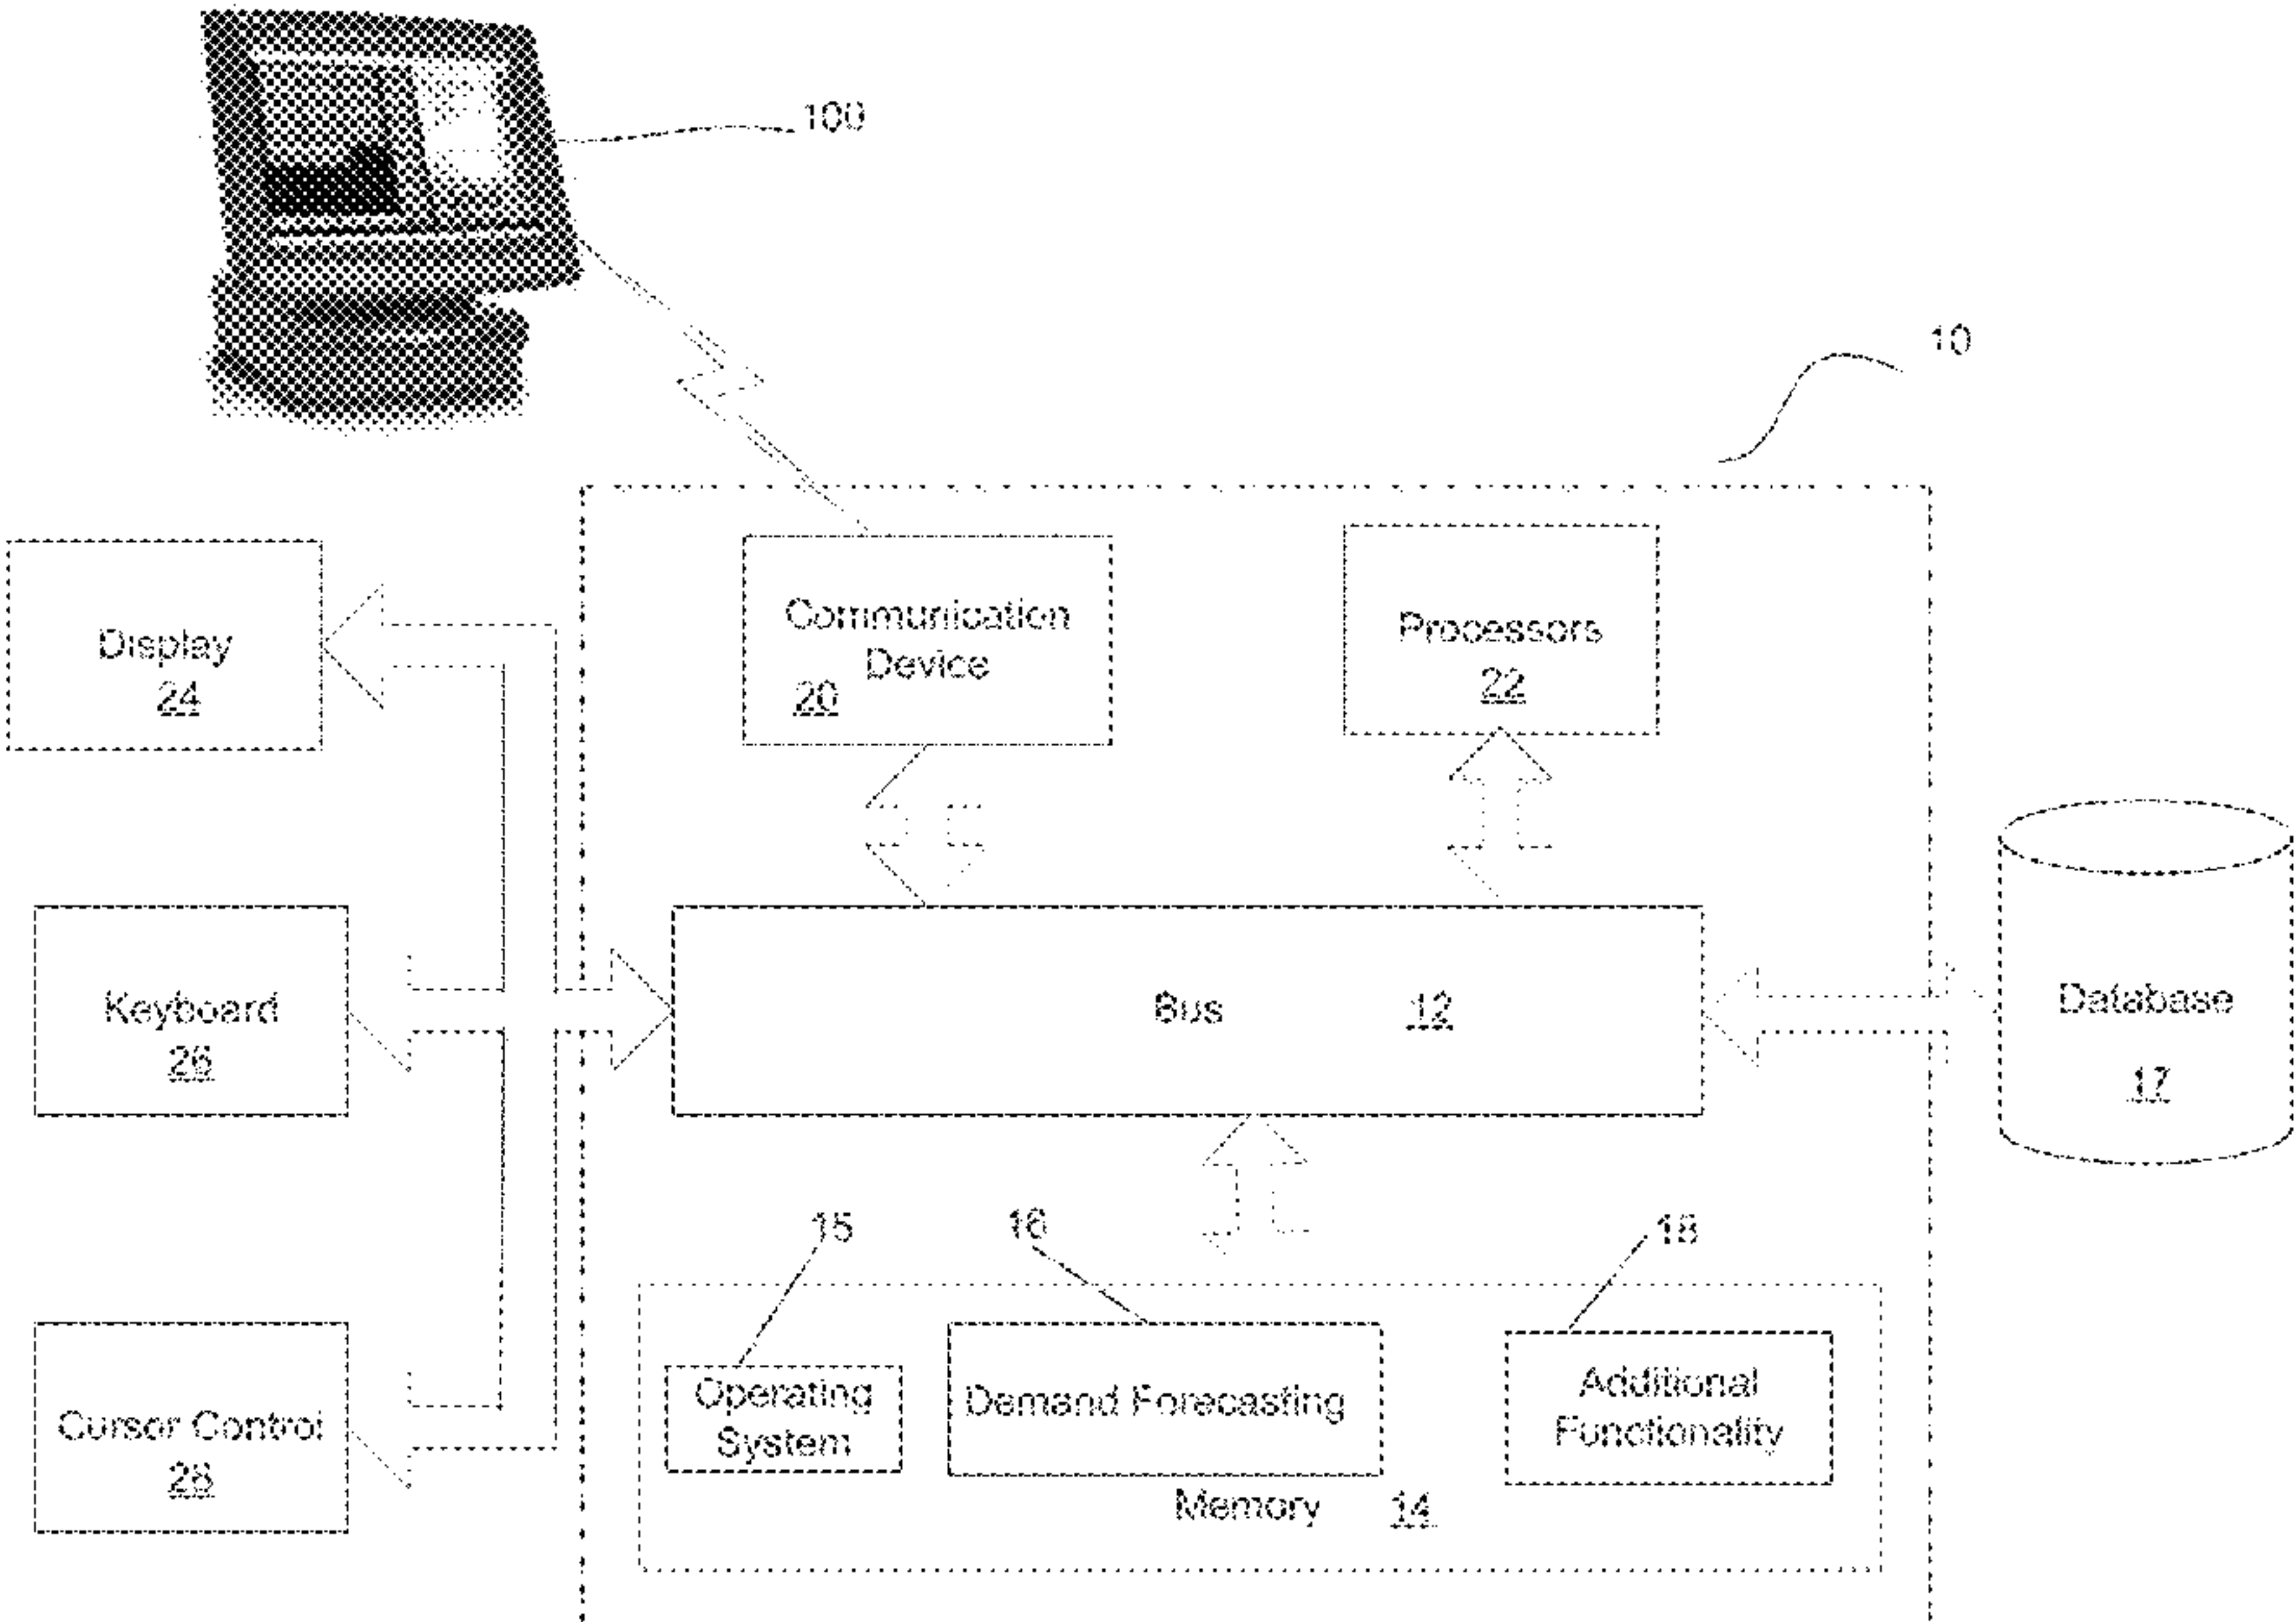 100
10
Display
24
Communication
Device
20
Processors
22
Keyboard
26
Bus 12
Database
17
15
16
18
Cursor Control
28
Operating
System
Demand Forecasting
Additional
Functionality
Memory 14